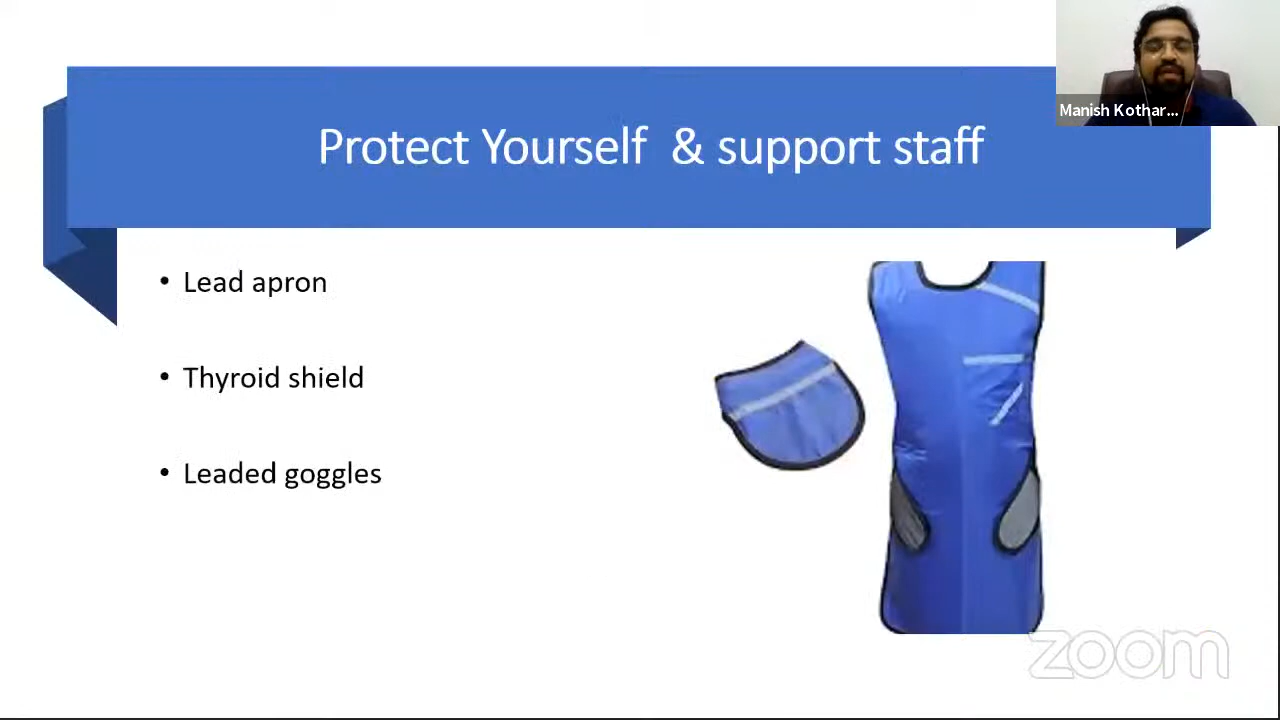 Manish Kothar...
Protect Yourself & support staff
• Lead apron
• Thyroid shield
• Leaded goggles
zoom